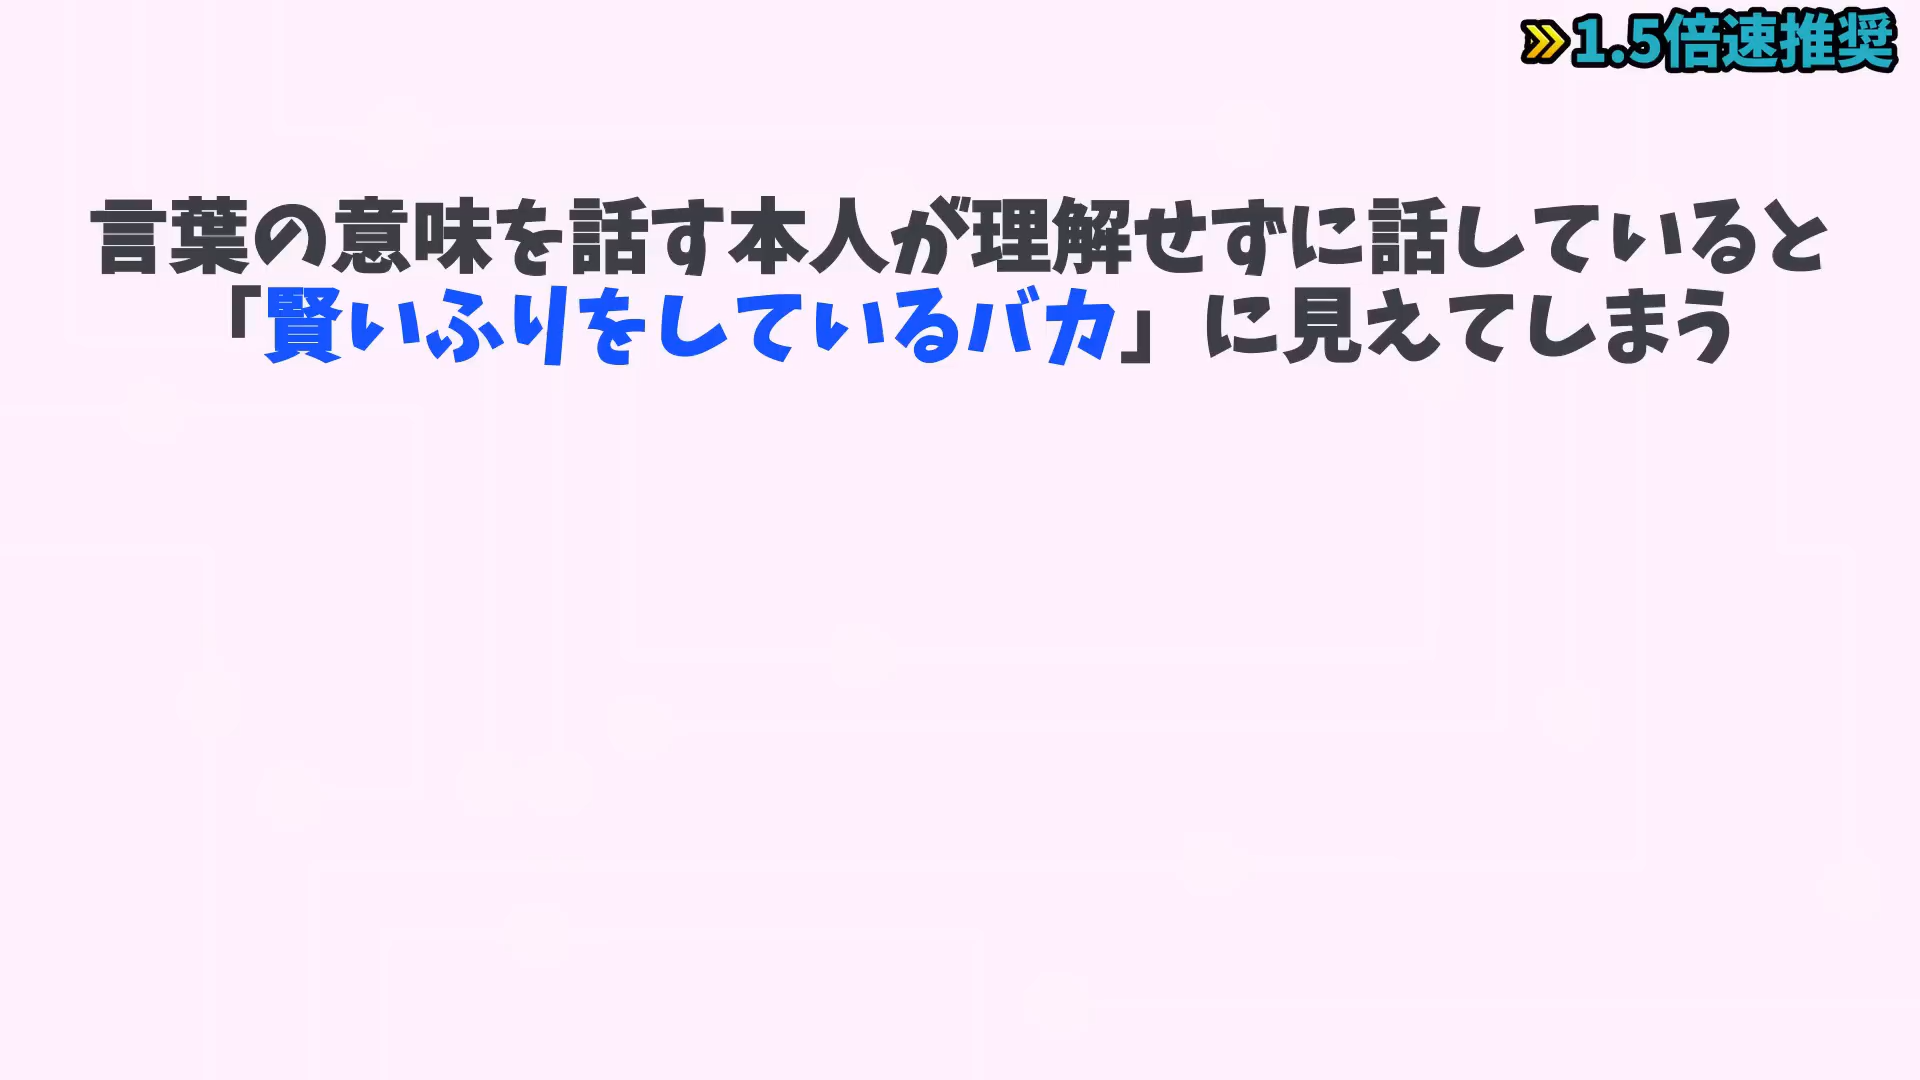 »1.5倍速推奨
言葉の意味を話す本人が理解せずに話していると
「賢いふりをしているバカ」に見えてしまう